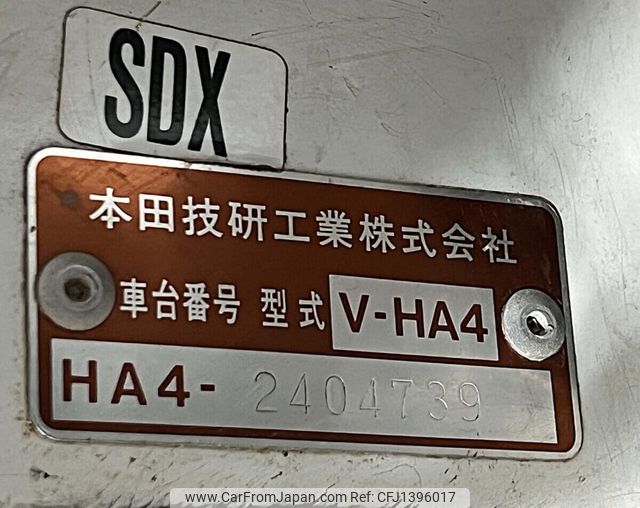 SDX
本田技研工業株式会社
車台番号 型式 V-HA4
HA4- 2404739
www.CarFromJapan.com Ref No.CFJ1396017